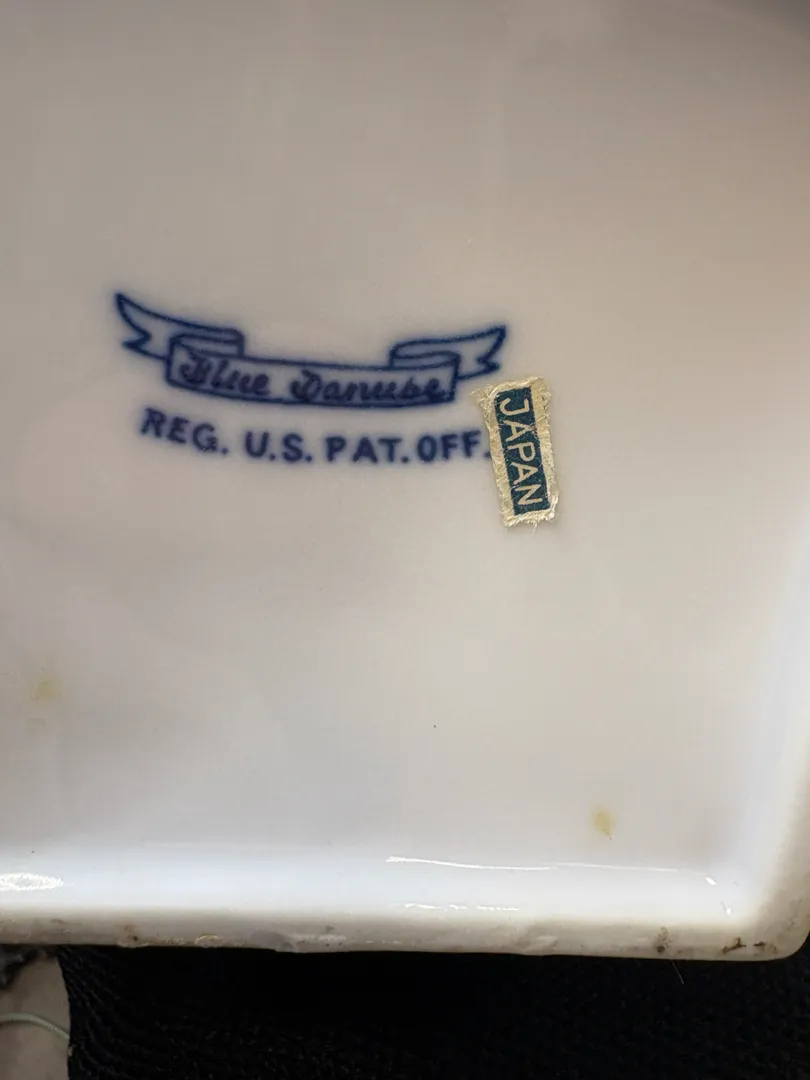 Blue Danube
REG. U.S. PAT. OFF.
JAPAN